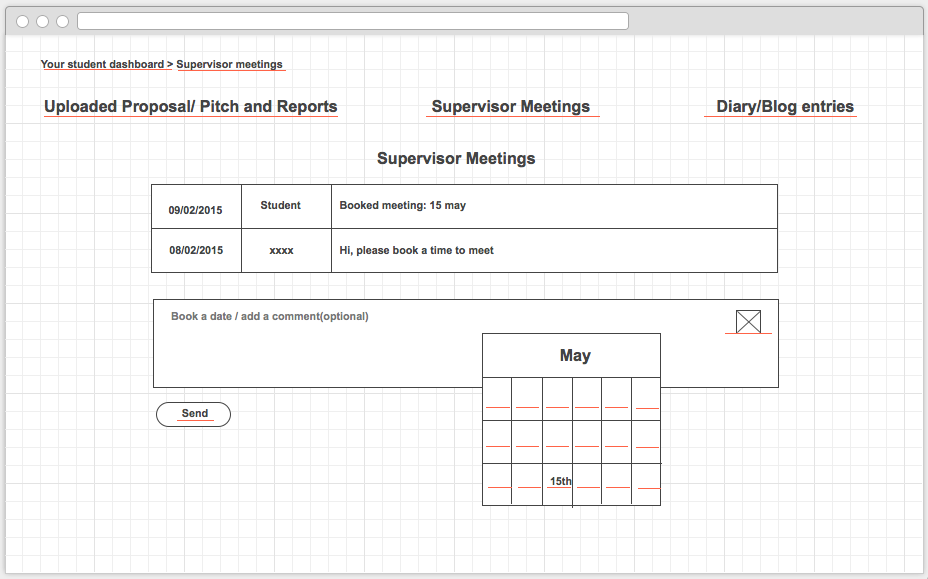 Your student dashboard > Supervisor meetings
Uploaded Proposal/ Pitch and Reports
Supervisor Meetings
Diary/Blog entries
Supervisor Meetings
09/02/2015
Student
Booked meeting: 15 may
08/02/2015
xxxx
Hi, please book a time to meet
Book a date / add a comment(optional)
May
Send
15th